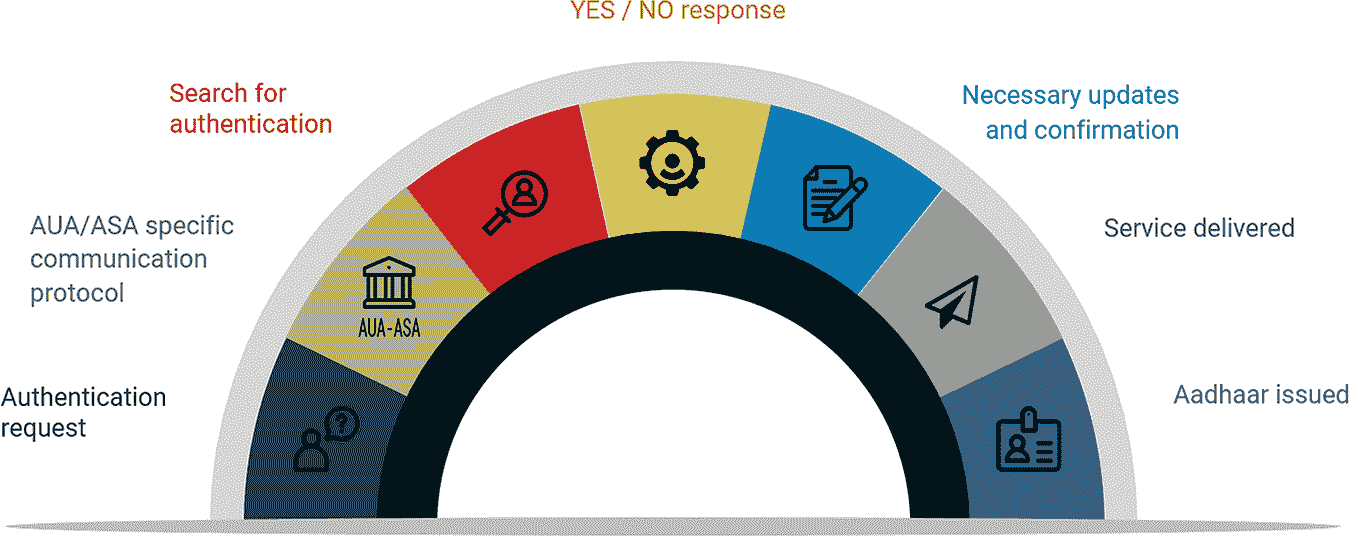 YES / NO response
Search for
authentication
Necessary updates
and confirmation
AUA/ASA specific
communication
protocol
Service delivered
AUA-ASA
?
Authentication
request
Aadhaar issued